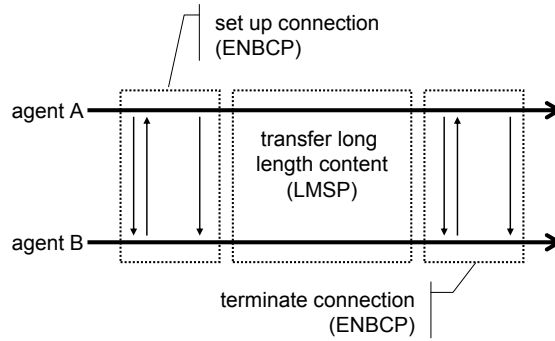 set up connection
(ENBCP)
agent A
transfer long
length content
(LMSP)
agent B
terminate connection
(ENBCP)